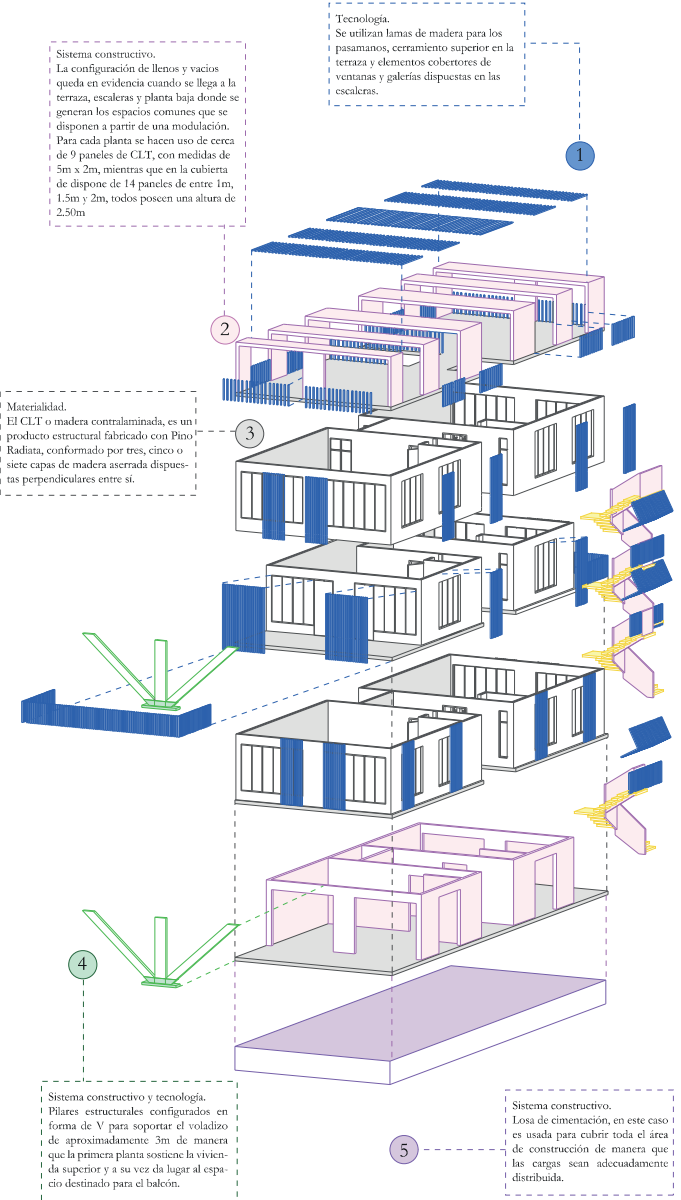 Tecnología.
Se utilizan lamas de madera para los
pasamanos, cerramiento superior en la
terraza y elementos cobertores de
ventanas y galerías dispuestas en las
escaleras.
1
Sistema constructivo.
La configuración de llenos y vacios
queda en evidencia cuando se llega a la
terraza, escaleras y planta baja donde se
generan los espacios comunes que se
disponen a partir de una modulación.
Para cada planta se hacen uso de cerca
de 9 paneles de CLT, con medidas de
5m x 2m, mientras que en la cubierta
de dispone de 14 paneles de entre 1m,
1.5m y 2m, todos poseen una altura de
2.50m
2
Materialidad.
El CLT o madera contralaminada, es un
producto estructural fabricado con Pino
Radiata, conformado por tres, cinco o
siete capas de madera aserrada dispues-
tas perpendiculares entre sí.
3
4
Sistema constructivo y tecnología.
Pilares estructurales configurados en
forma de V para soportar el voladizo
de aproximadamente 3m de manera
que la primera planta sostiene la vivien-
da superior y a su vez da lugar al espa-
cio destinado para el balcón.
5
Sistema constructivo.
Losa de cimentación, en este caso
es usada para cubrir toda el área
de construcción de manera que
las cargas sean adecuadamente
distribuida.